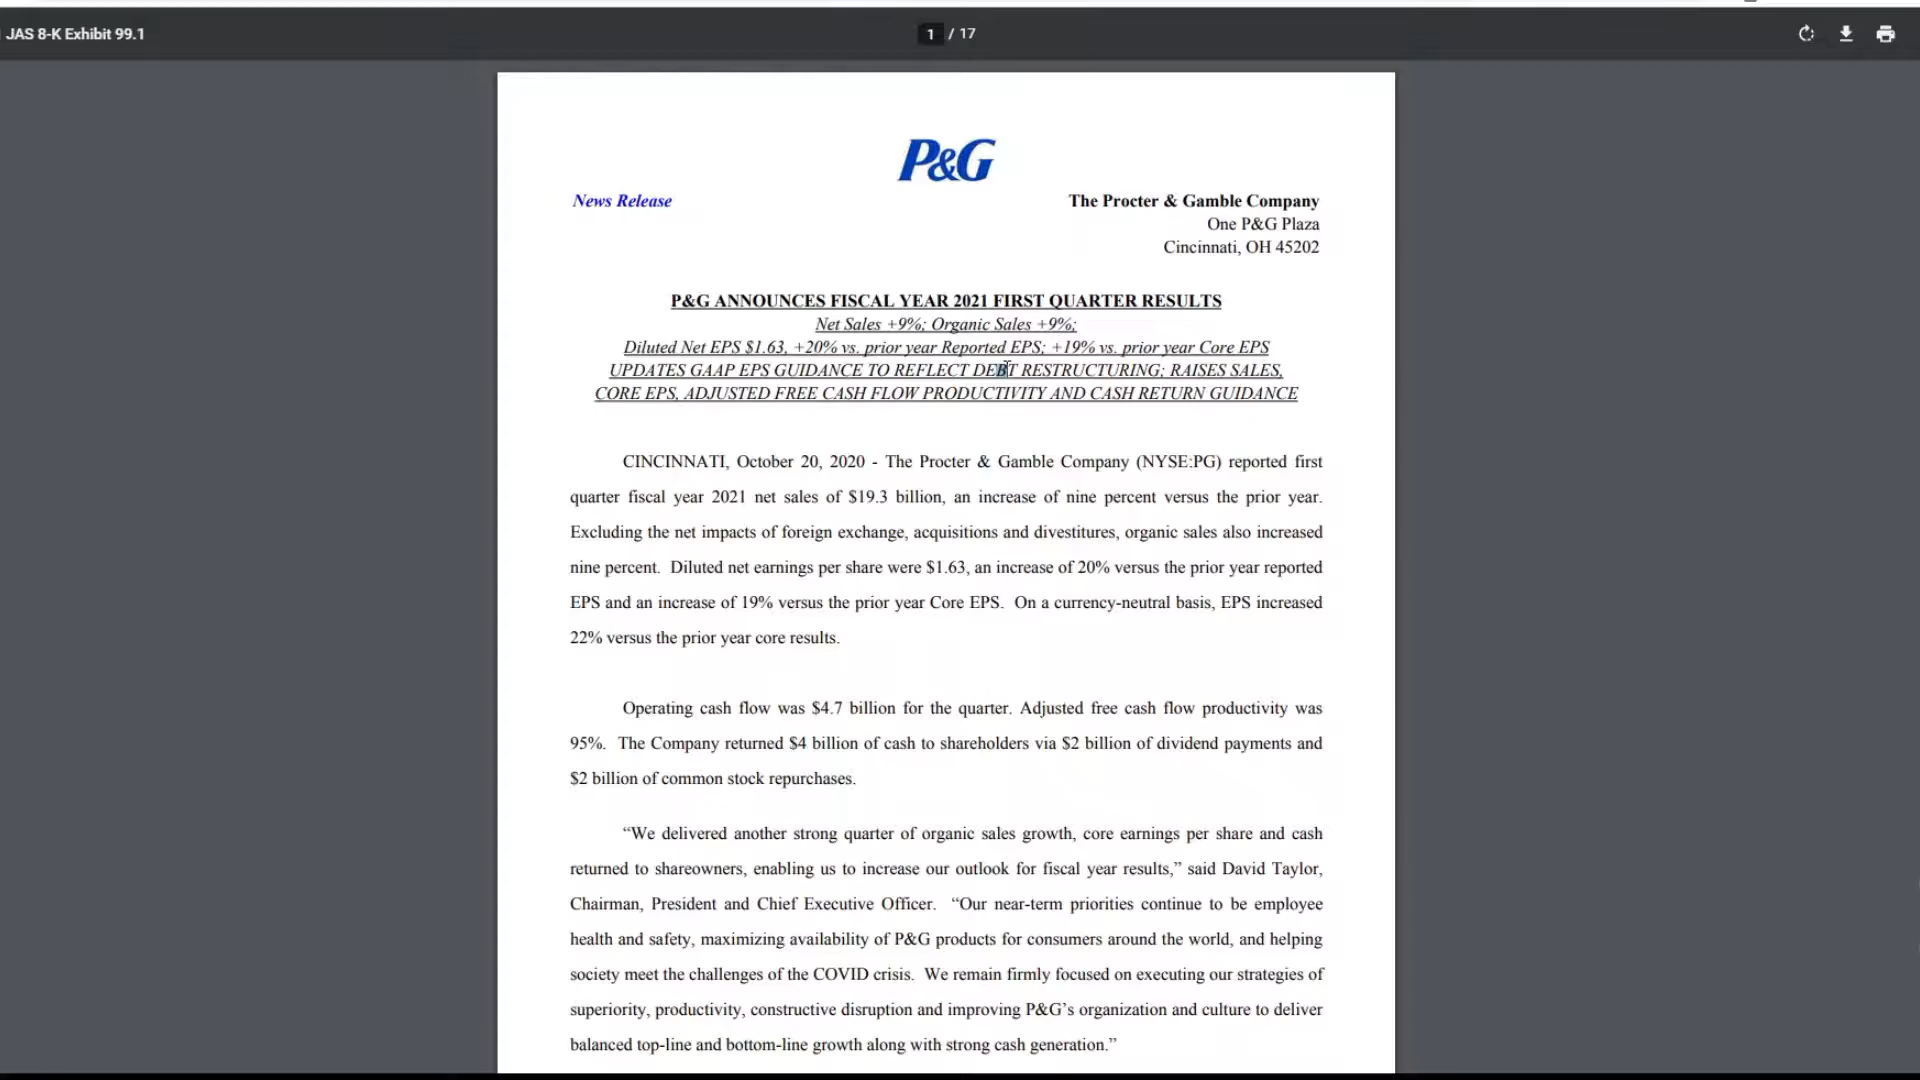 JAS 8-K Exhibit 99.1
1 / 17
P&G
News Release
The Procter & Gamble Company
One P&G Plaza
Cincinnati, OH 45202
P&G ANNOUNCES FISCAL YEAR 2021 FIRST QUARTER RESULTS
Net Sales +9%; Organic Sales +9%;
Diluted Net EPS $1.63, +20% vs. prior year Reported EPS; +19% vs. prior year Core EPS
UPDATES GAAP EPS GUIDANCE TO REFLECT DEBT RESTRUCTURING; RAISES SALES,
CORE EPS, ADJUSTED FREE CASH FLOW PRODUCTIVITY AND CASH RETURN GUIDANCE
CINCINNATI, October 20, 2020 - The Procter & Gamble Company (NYSE:PG) reported first
quarter fiscal year 2021 net sales of $19.3 billion, an increase of nine percent versus the prior year.
Excluding the net impacts of foreign exchange, acquisitions and divestitures, organic sales also increased
nine percent. Diluted net earnings per share were $1.63, an increase of 20% versus the prior year reported
EPS and an increase of 19% versus the prior year Core EPS. On a currency-neutral basis, EPS increased
22% versus the prior year core results.
Operating cash flow was $4.7 billion for the quarter. Adjusted free cash flow productivity was
95%. The Company returned $4 billion of cash to shareholders via $2 billion of dividend payments and
$2 billion of common stock repurchases.
“We delivered another strong quarter of organic sales growth, core earnings per share and cash
returned to shareowners, enabling us to increase our outlook for fiscal year results,” said David Taylor,
Chairman, President and Chief Executive Officer. “Our near-term priorities continue to be employee
health and safety, maximizing availability of P&G products for consumers around the world, and helping
society meet the challenges of the COVID crisis. We remain firmly focused on executing our strategies of
superiority, productivity, constructive disruption and improving P&G’s organization and culture to deliver
balanced top-line and bottom-line growth along with strong cash generation.”